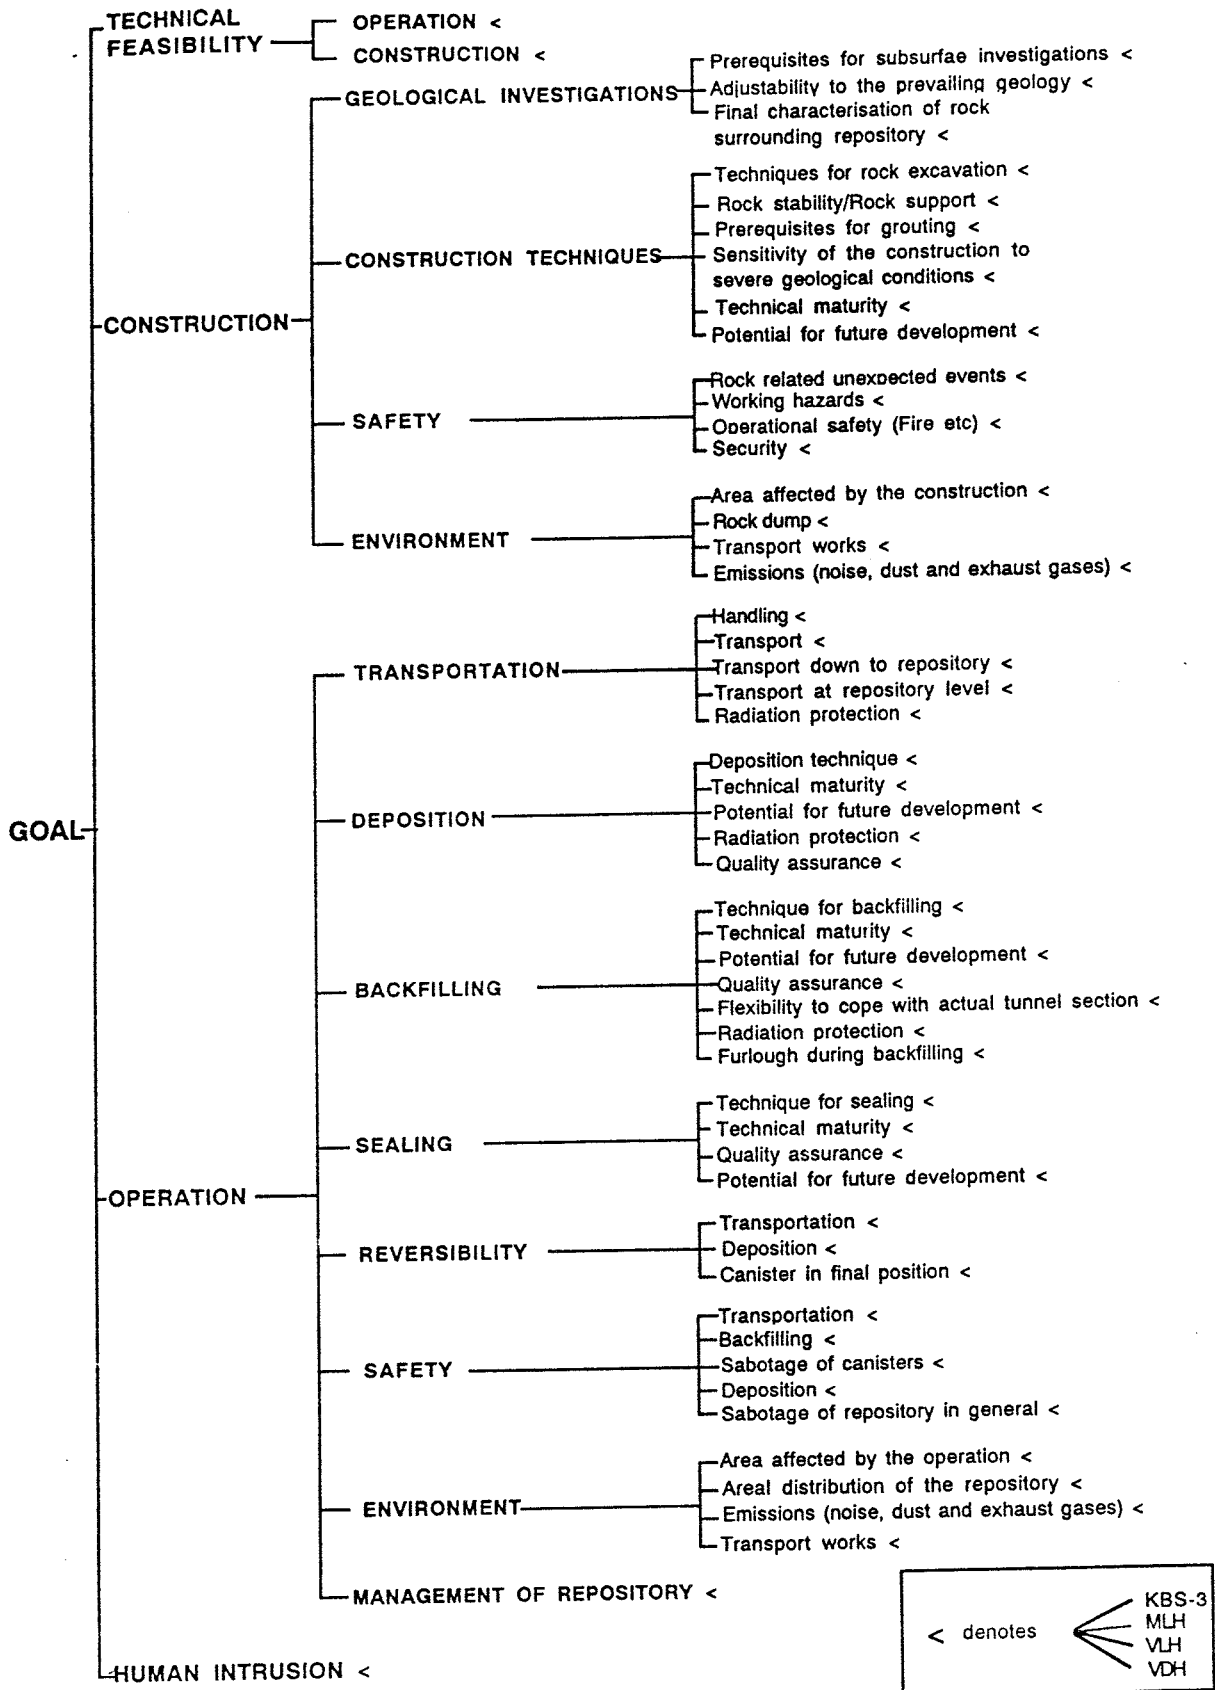 TECHNICAL
FEASIBILITY
OPERATION <
CONSTRUCTION <
GEOLOGICAL INVESTIGATIONS
Prerequisites for subsurfae investigations <
Adjustability to the prevailing geology <
Final characterisation of rock
surrounding repository <
CONSTRUCTION
CONSTRUCTION TECHNIQUES
Techniques for rock excavation <
Rock stability/Rock support <
Prerequisites for grouting <
Sensitivity of the construction to
severe geological conditions <
Technical maturity <
Potential for future development <
SAFETY
Rock related unexpected events <
Working hazards <
Operational safety (Fire etc) <
Security <
ENVIRONMENT
Area affected by the construction <
Rock dump <
Transport works <
Emissions (noise, dust and exhaust gases) <
GOAL
OPERATION
TRANSPORTATION
Handling <
Transport <
Transport down to repository <
Transport at repository level <
Radiation protection <
DEPOSITION
Deposition technique <
Technical maturity <
Potential for future development <
Radiation protection <
Quality assurance <
BACKFILLING
Technique for backfilling <
Technical maturity <
Potential for future development <
Quality assurance <
Flexibility to cope with actual tunnel section <
Radiation protection <
Furlough during backfilling <
SEALING
Technique for sealing <
Technical maturity <
Quality assurance <
Potential for future development <
REVERSIBILITY
Transportation <
Deposition <
Canister in final position <
SAFETY
Transportation <
Backfilling <
Sabotage of canisters <
Deposition <
Sabotage of repository in general <
ENVIRONMENT
Area affected by the operation <
Areal distribution of the repository <
Emissions (noise, dust and exhaust gases) <
Transport works <
MANAGEMENT OF REPOSITORY <
HUMAN INTRUSION <
< denotes
KBS-3
MLH
VLH
VDH